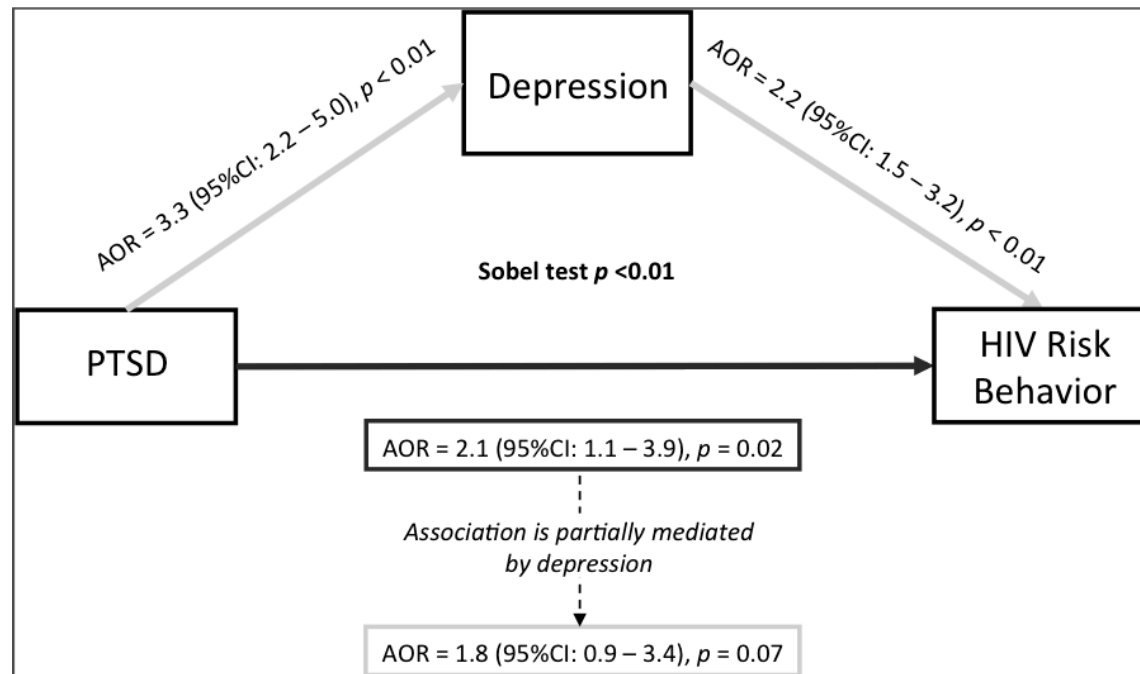 Depression
AOR = 3.3 (95%CI: 2.2 – 5.0), p < 0.01
AOR = 2.2 (95%CI: 1.5 – 3.2), p < 0.01
Sobel test p <0.01
PTSD
HIV Risk
Behavior
AOR = 2.1 (95%CI: 1.1 – 3.9), p = 0.02
Association is partially mediated
by depression
AOR = 1.8 (95%CI: 0.9 – 3.4), p = 0.07